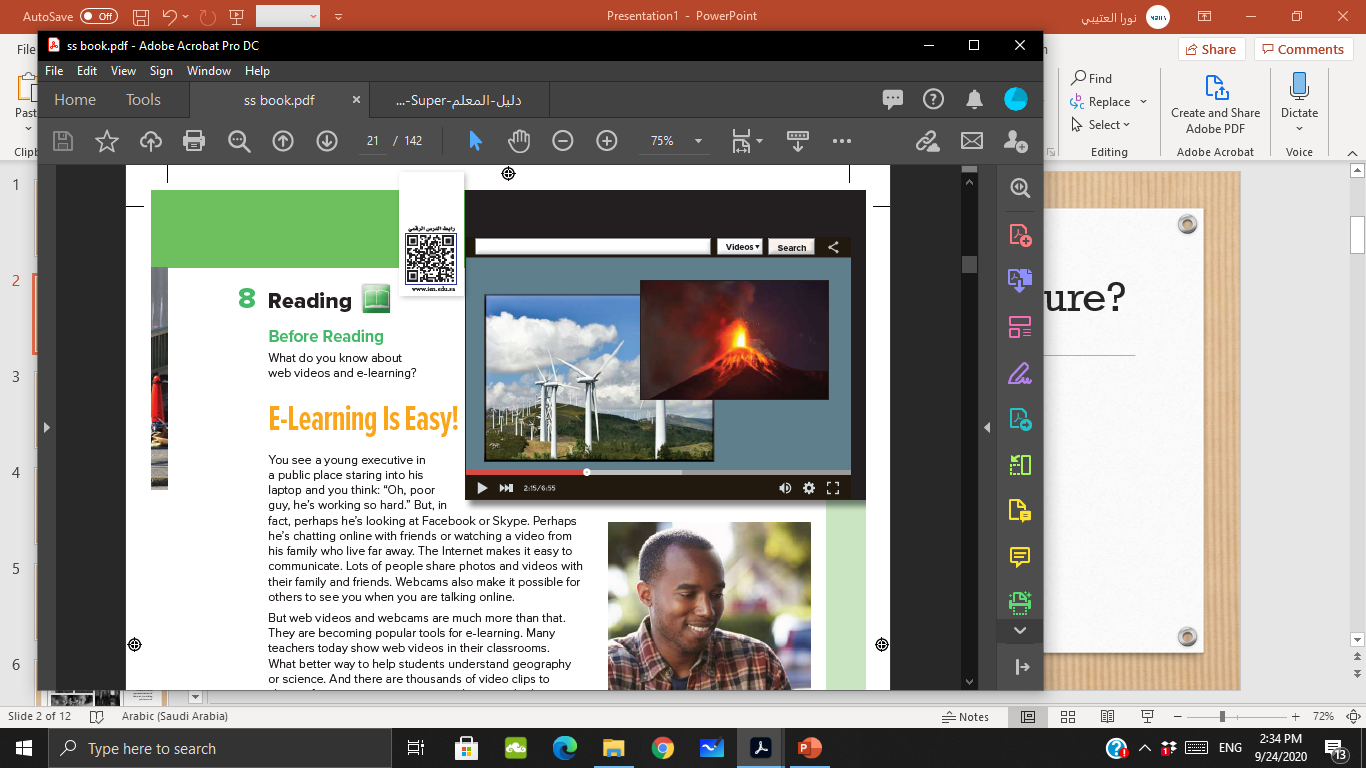 AutoSave Off
Presentation1 - PowerPoint
نورا العتيبي
File
Share
Comments
Paste
Find
Replace
Select
Editing
Create and Share
Adobe PDF
Adobe Acrobat
Dictate
Voice
ss book.pdf - Adobe Acrobat Pro DC
File Edit View Sign Window Help
Home Tools ss book.pdf × دليل-المعلم-Super-...
21 / 142 75%
رابط الدرس الرقمي
www.ien.edu.sa
Videos
Search
8 Reading
Before Reading
What do you know about
web videos and e-learning?
E-Learning Is Easy!
2:15/6:55
You see a young executive in
a public place staring into his
laptop and you think: “Oh, poor
guy, he’s working so hard.” But, in
fact, perhaps he’s looking at Facebook or Skype. Perhaps
he’s chatting online with friends or watching a video from
his family who live far away. The Internet makes it easy to
communicate. Lots of people share photos and videos with
their family and friends. Webcams also make it possible for
others to see you when you are talking online.
But web videos and webcams are much more than that.
They are becoming popular tools for e-learning. Many
teachers today show web videos in their classrooms.
What better way to help students understand geography
or science. And there are thousands of video clips to
ure?
1
2
3
4
5
6
Slide 2 of 12
Arabic (Saudi Arabia)
Notes
72%
Type here to search
ENG
2:34 PM
9/24/2020
13